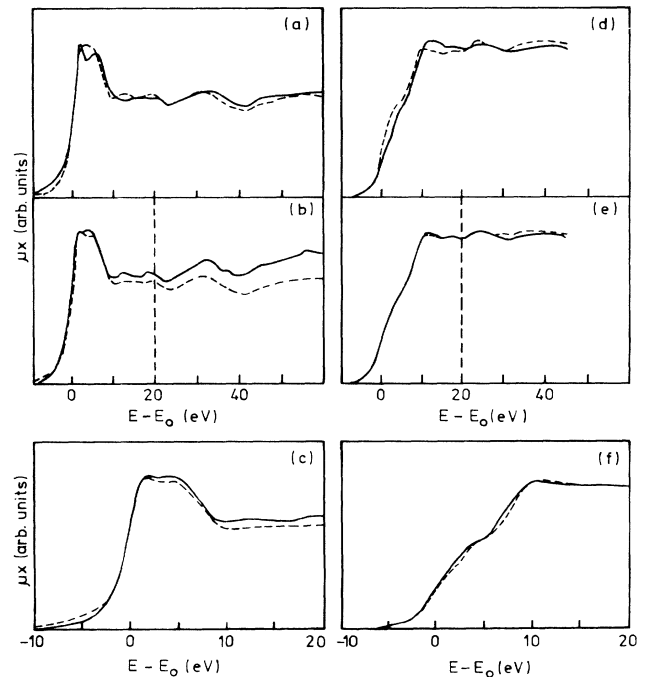 (a)
(d)
(b)
(e)
μx (arb. units)
0 20 40
0 20 40
E – E₀ (eV)
E – E₀ (eV)
(c)
(f)
μx (arb. units)
-10 0 10 20
-10 0 10 20
E – E₀ (eV)
E – E₀ (eV)